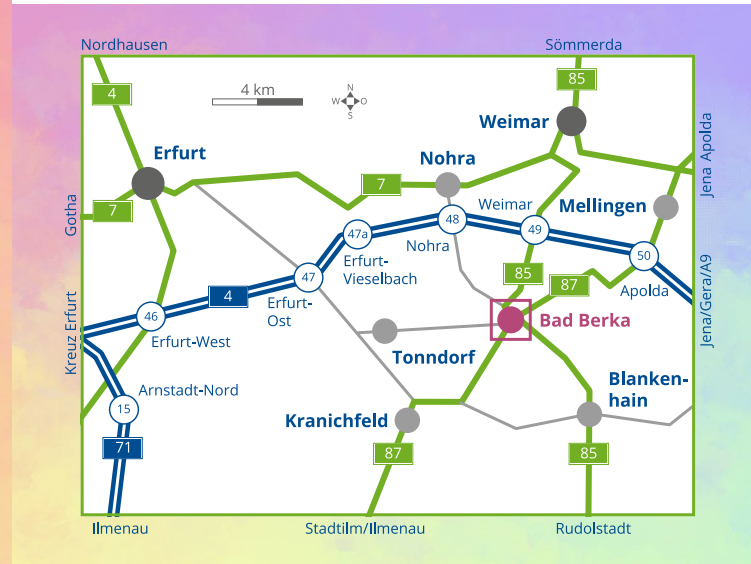 Nordhausen
Sömmerda
4
4 km
N
W O
S
85
Weimar
Erfurt
Nohra
7
7
Gotha
Jena Apolda
Weimar
Mellingen
47a
48
49
50
Nohra
Erfurt-
Vieselbach
47
Erfurt-
Ost
4
85
87
Apolda
46
Erfurt-West
Bad Berka
Kreuz Erfurt
Jena/Gera/A9
Tonndorf
Arnstadt-Nord
15
Blanken-
hain
Kranichfeld
71
87
85
Ilmenau
Stadtilm/Ilmenau
Rudolstadt